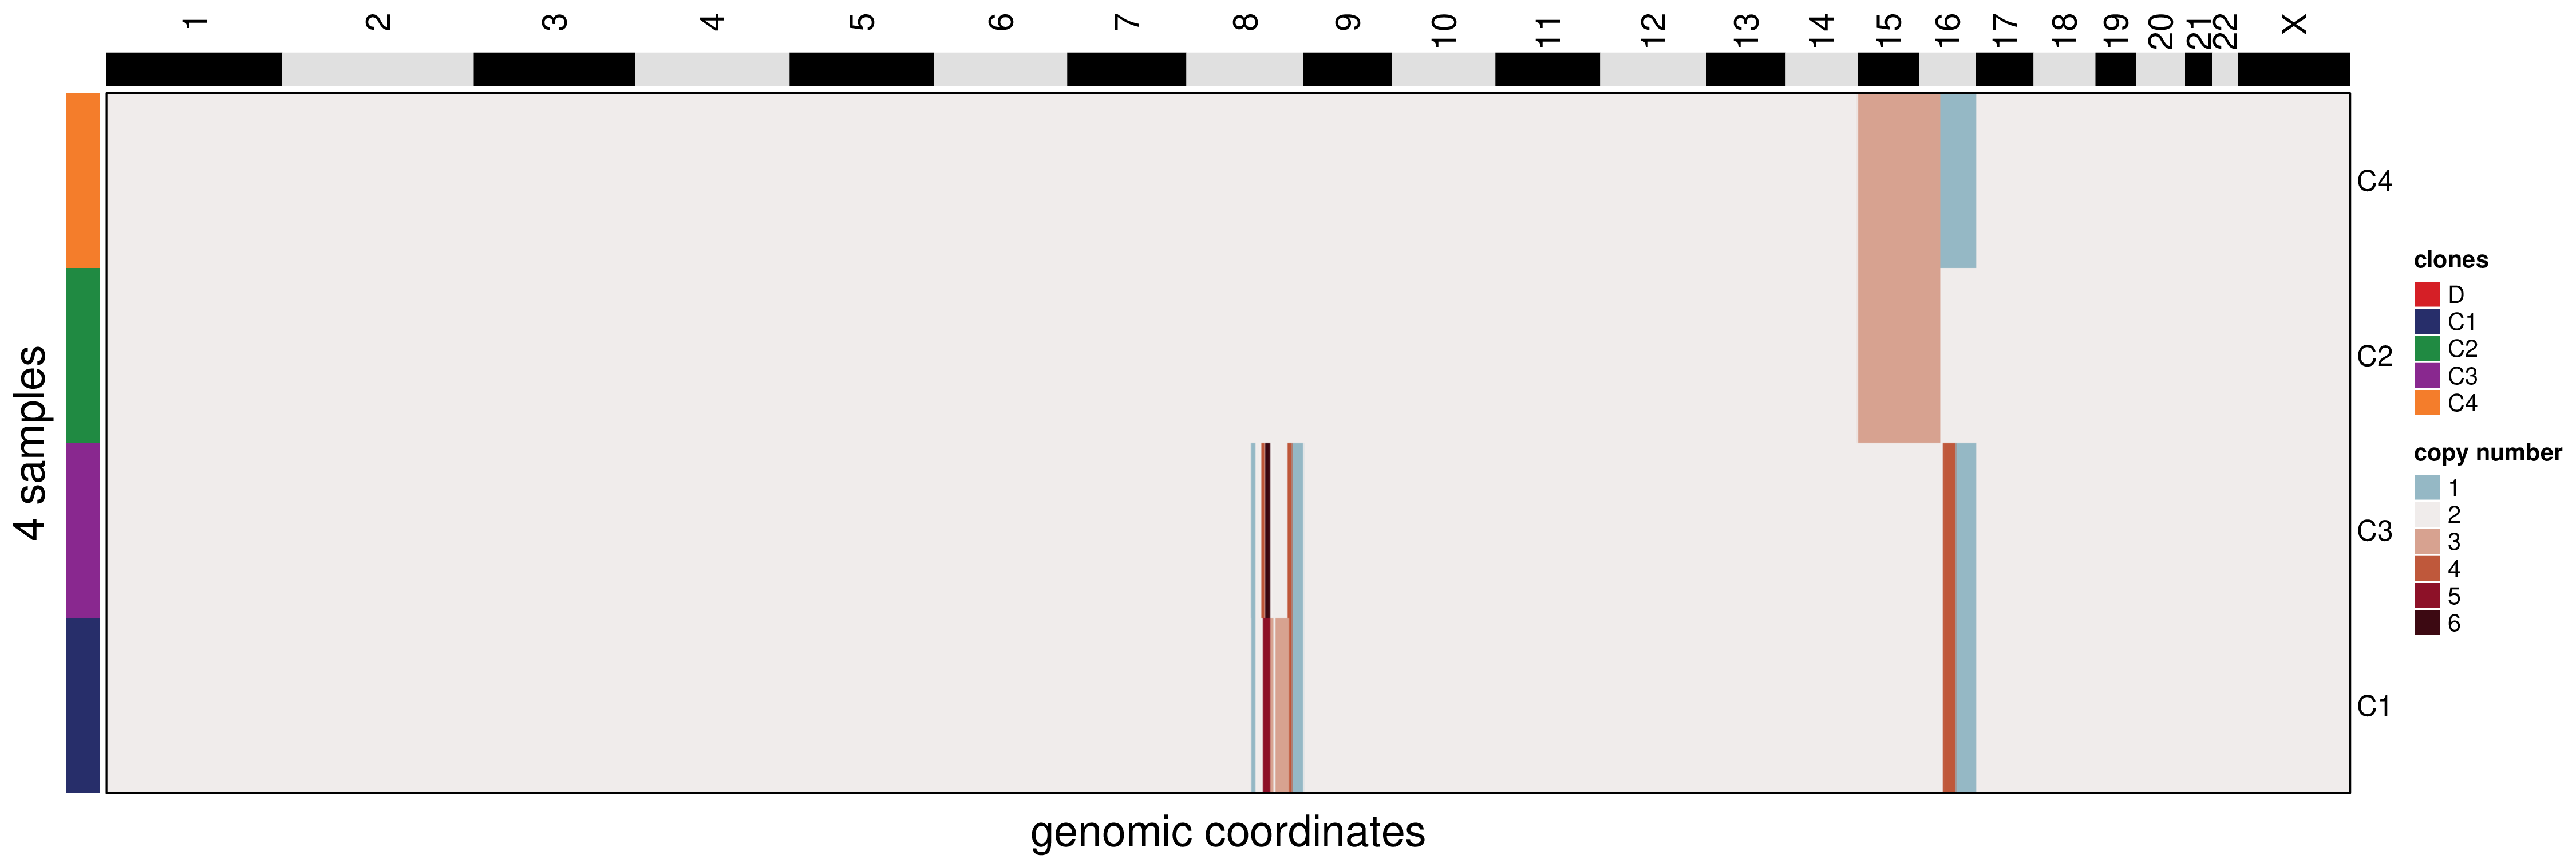 1 2 3 4 5 6 7 8 9 10 11 12 13 14 15 16 17 18 19 20 21 22 X
4 samples
C4
C2
C3
C1
genomic coordinates
clones
D
C1
C2
C3
C4
copy number
1
2
3
4
5
6